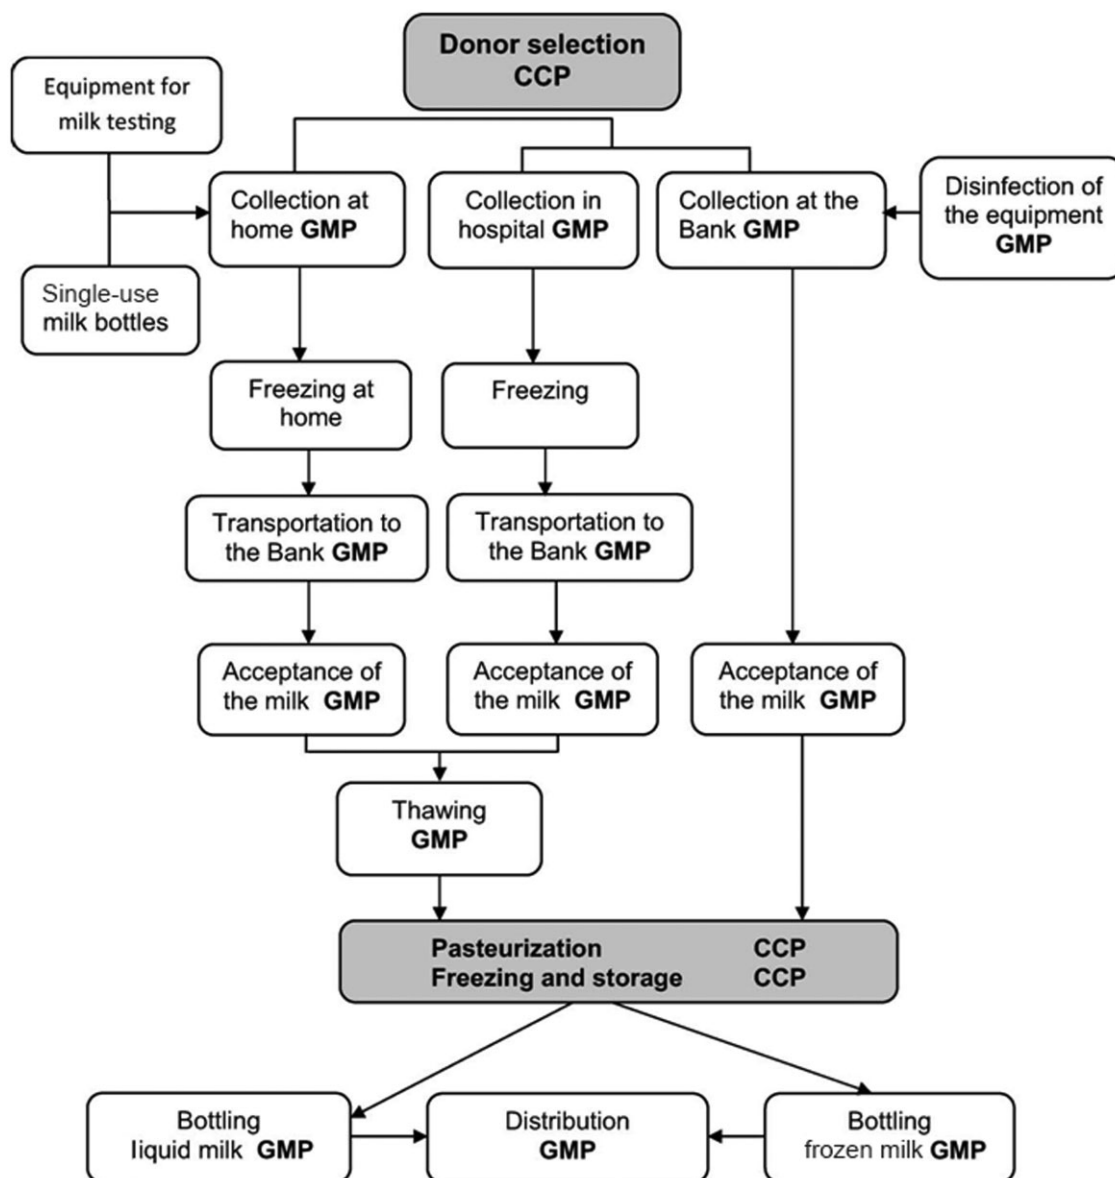 Donor selection
CCP
Equipment for
milk testing
Collection at
home GMP
Collection in
hospital GMP
Collection at the
Bank GMP
Disinfection of
the equipment
GMP
Single-use
milk bottles
Freezing at
home
Freezing
Transportation to
the Bank GMP
Transportation to
the Bank GMP
Acceptance of
the milk GMP
Acceptance of
the milk GMP
Acceptance of
the milk GMP
Thawing
GMP
Pasteurization CCP
Freezing and storage CCP
Bottling
liquid milk GMP
Distribution
GMP
Bottling
frozen milk GMP